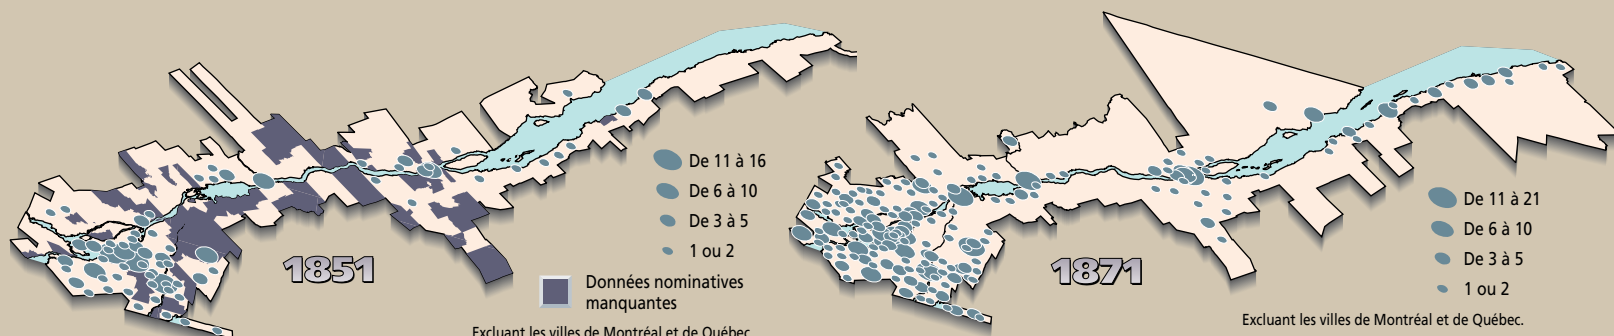 De 11 à 16
De 6 à 10
De 3 à 5
1 ou 2
1851
Données nominatives
manquantes
Excluant les villes de Montréal et de Québec.
De 11 à 21
De 6 à 10
De 3 à 5
1 ou 2
1871
Excluant les villes de Montréal et de Québec.